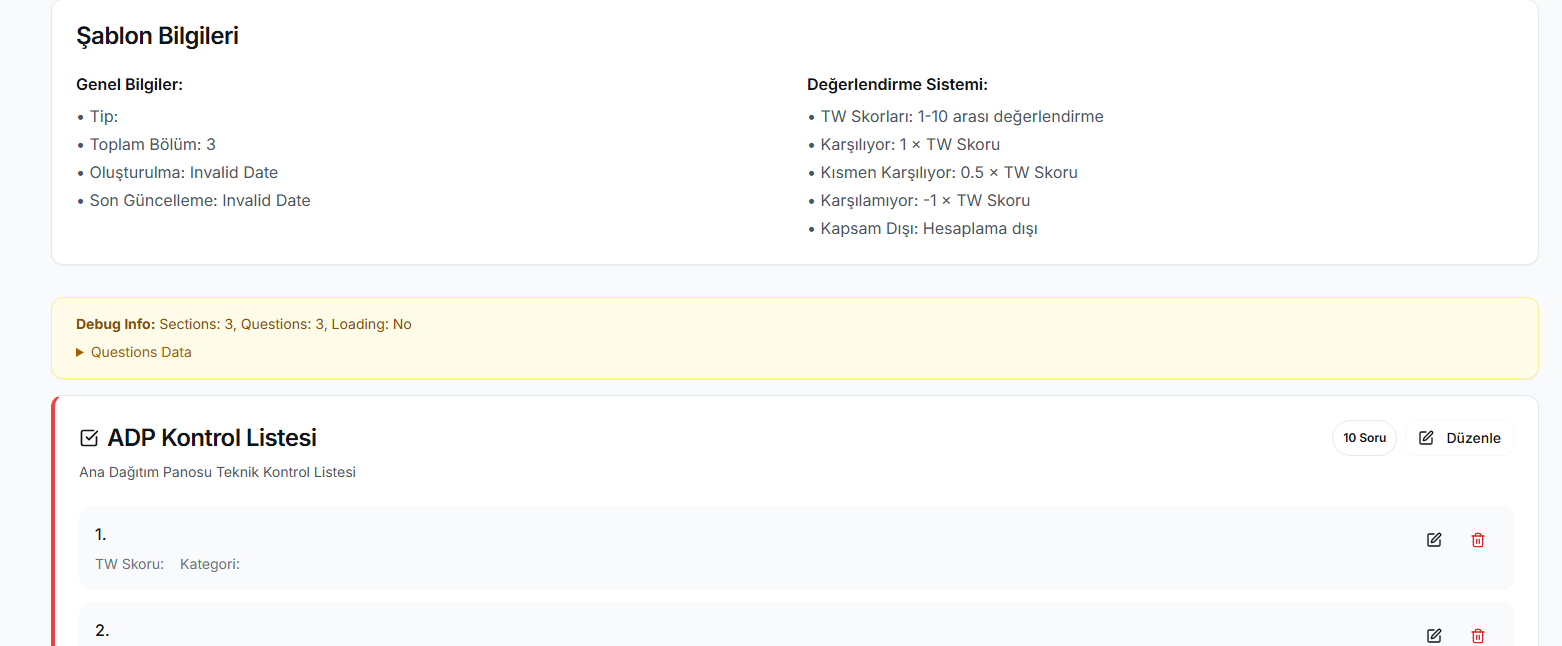 Şablon Bilgileri
Genel Bilgiler:
• Tip:
• Toplam Bölüm: 3
• Oluşturulma: Invalid Date
• Son Güncelleme: Invalid Date
Değerlendirme Sistemi:
• TW Skorları: 1-10 arası değerlendirme
• Karşılıyor: 1 × TW Skoru
• Kısmen Karşılıyor: 0.5 × TW Skoru
• Karşılamıyor: -1 × TW Skoru
• Kapsam Dışı: Hesaplama dışı
Debug Info: Sections: 3, Questions: 3, Loading: No
Questions Data
ADP Kontrol Listesi
10 Soru
Düzenle
Ana Dağıtım Panosu Teknik Kontrol Listesi
1.
TW Skoru: Kategori:
2.